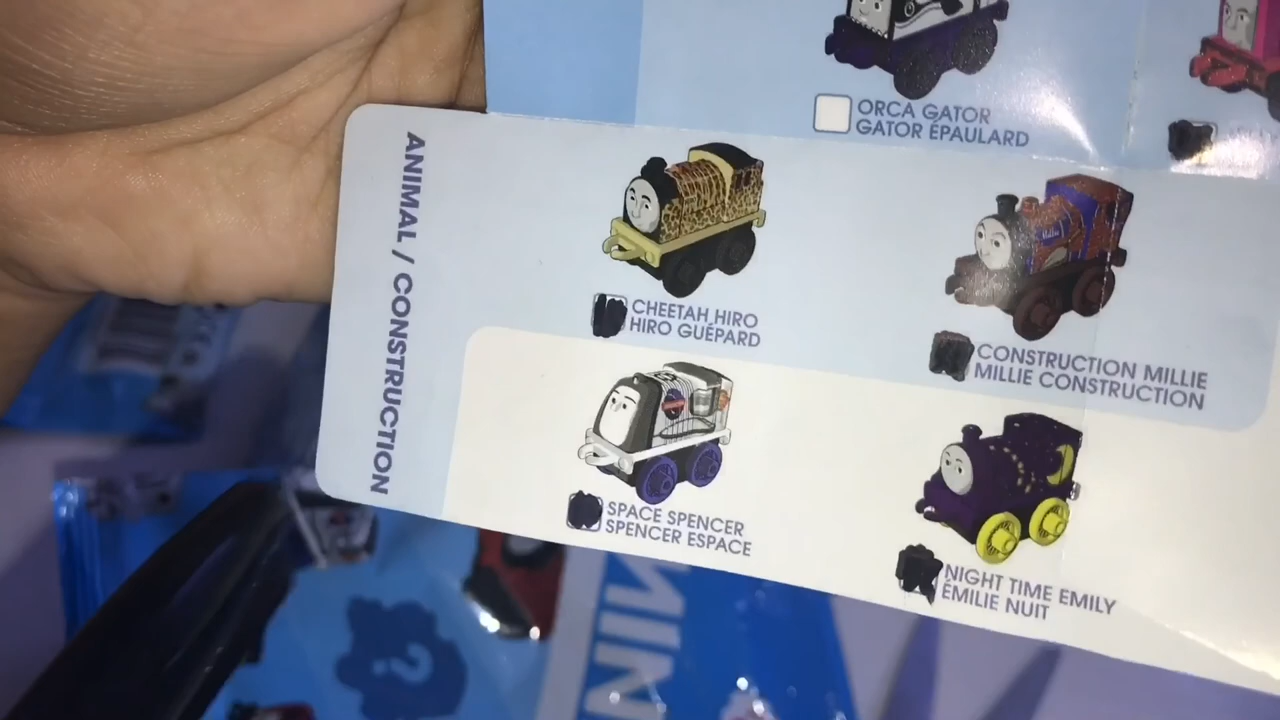 ORCA GATOR
GATOR ÉPAULARD
ANIMAL / CONSTRUCTION
CHEETAH HIRO
HIRO GUÉPARD
CONSTRUCTION MILLIE
MILLIE CONSTRUCTION
SPACE SPENCER
SPENCER ESPACE
NIGHT TIME EMILY
ÉMILIE NUIT
MINI
?